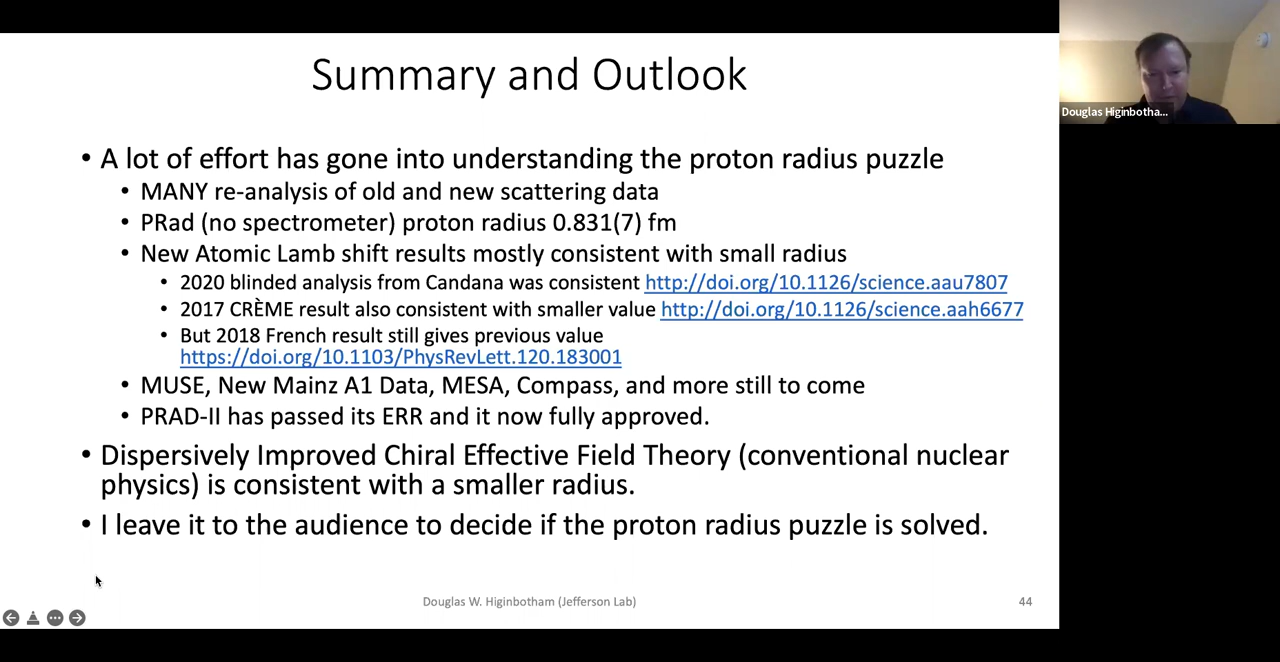 Summary and Outlook
Douglas Higinbotha...
• A lot of effort has gone into understanding the proton radius puzzle
• MANY re-analysis of old and new scattering data
• PRad (no spectrometer) proton radius 0.831(7) fm
• New Atomic Lamb shift results mostly consistent with small radius
• 2020 blinded analysis from Candana was consistent http://doi.org/10.1126/science.aau7807
• 2017 CRÈME result also consistent with smaller value http://doi.org/10.1126/science.aah6677
• But 2018 French result still gives previous value
https://doi.org/10.1103/PhysRevLett.120.183001
• MUSE, New Mainz A1 Data, MESA, Compass, and more still to come
• PRAD-II has passed its ERR and it now fully approved.
• Dispersively Improved Chiral Effective Field Theory (conventional nuclear
physics) is consistent with a smaller radius.
• I leave it to the audience to decide if the proton radius puzzle is solved.
Douglas W. Higinbotham (Jefferson Lab)
44